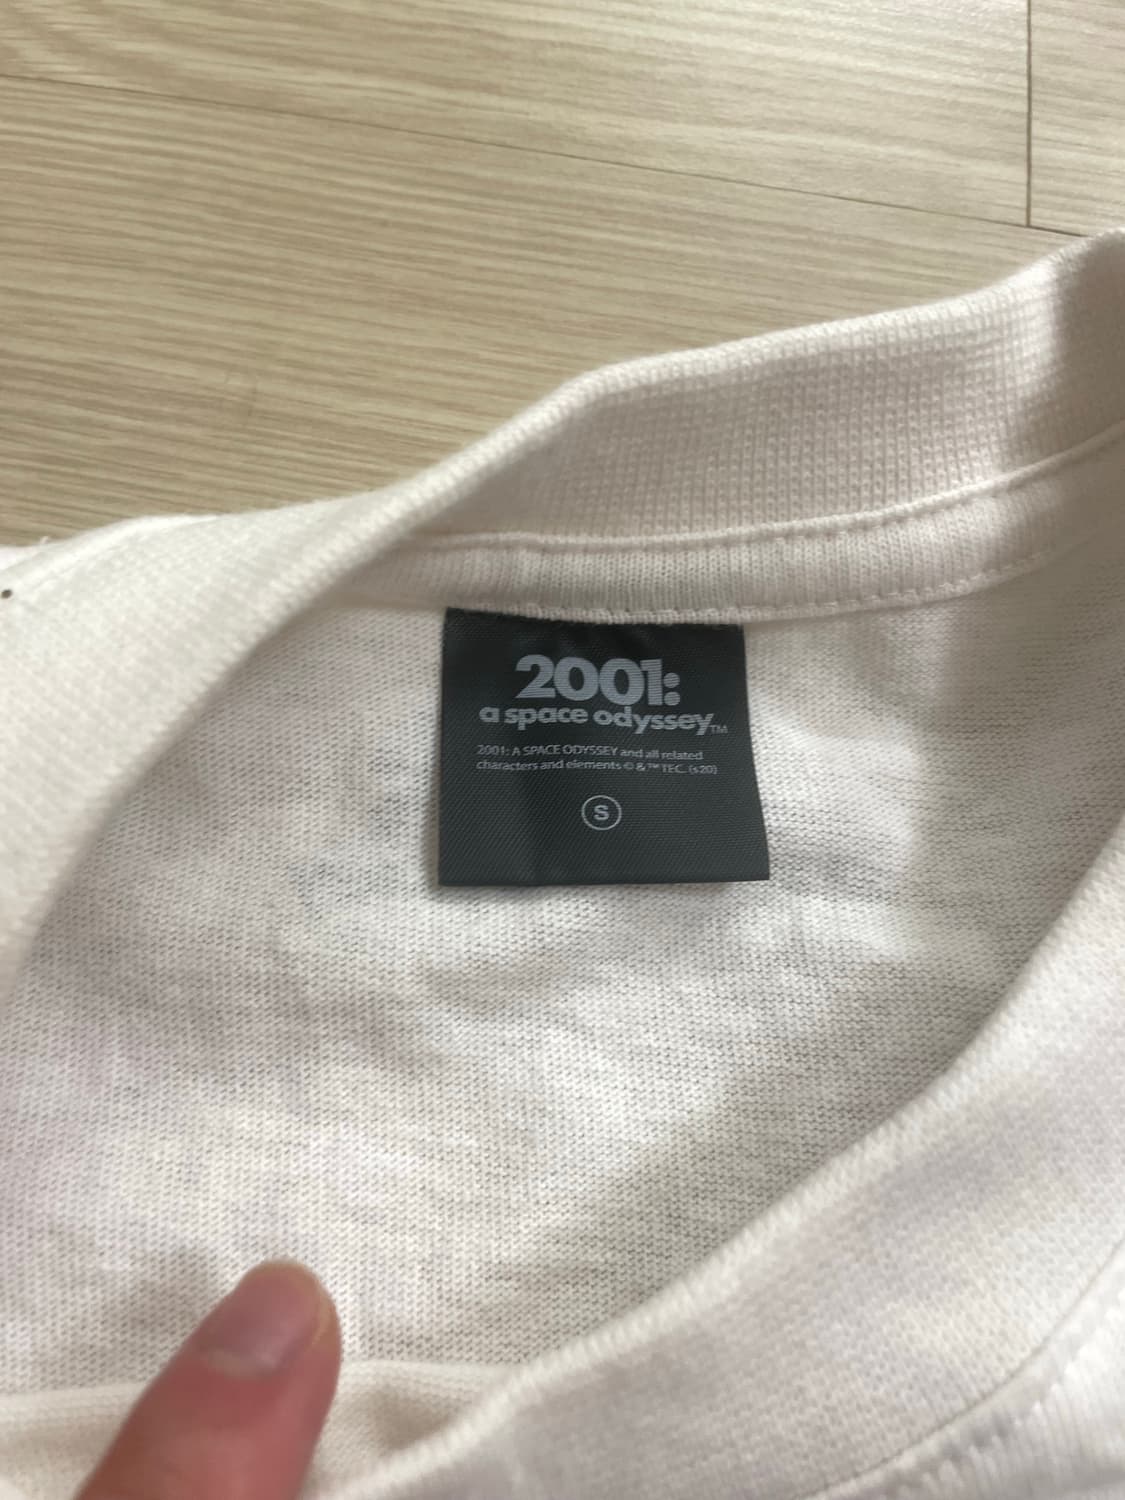 2001:
a space odyssey™
2001: A SPACE ODYSSEY and all related
characters and elements © & ™ TEC. (s20)
S